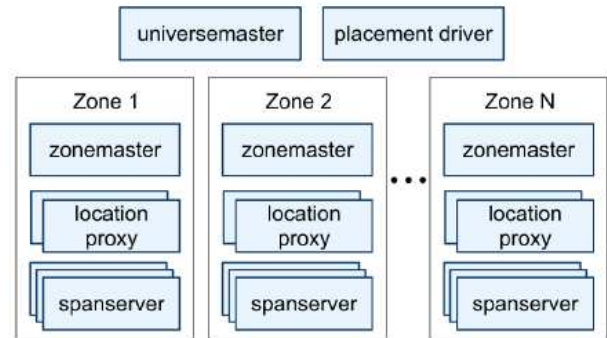 universemaster placement driver
Zone 1 Zone 2 Zone N
zonemaster zonemaster zonemaster
location location location
proxy proxy proxy
spanserver spanserver spanserver